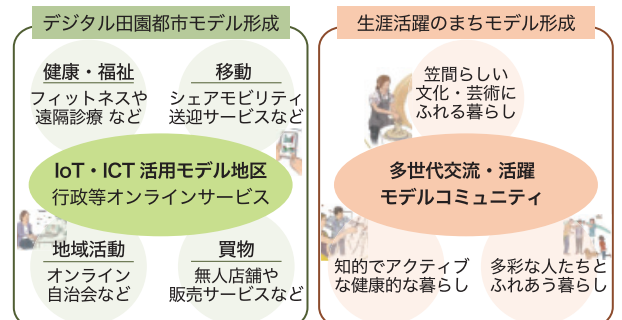 デジタル田園都市モデル形成
健康・福祉
フィットネスや
遠隔診療 など
移動
シェアモビリティ
送迎サービスなど
IoT・ICT 活用モデル地区
行政等オンラインサービス
地域活動
オンライン
自治会など
買物
無人店舗や
販売サービスなど
生涯活躍のまちモデル形成
笠間らしい
文化・芸術に
ふれる暮らし
多世代交流・活躍
モデルコミュニティ
知的でアクティブ
な健康的な暮らし
多彩な人たちと
ふれあう暮らし